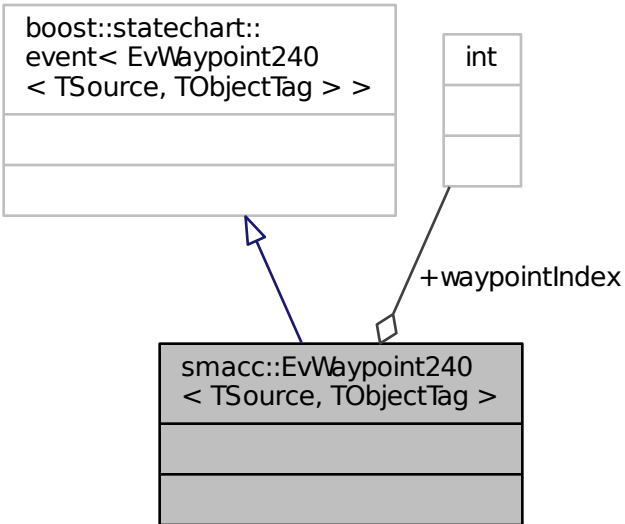 boost::statechart::
event< EvWaypoint240
< TSource, TObjectTag > >
int
+waypointIndex
smacc::EvWaypoint240
< TSource, TObjectTag >